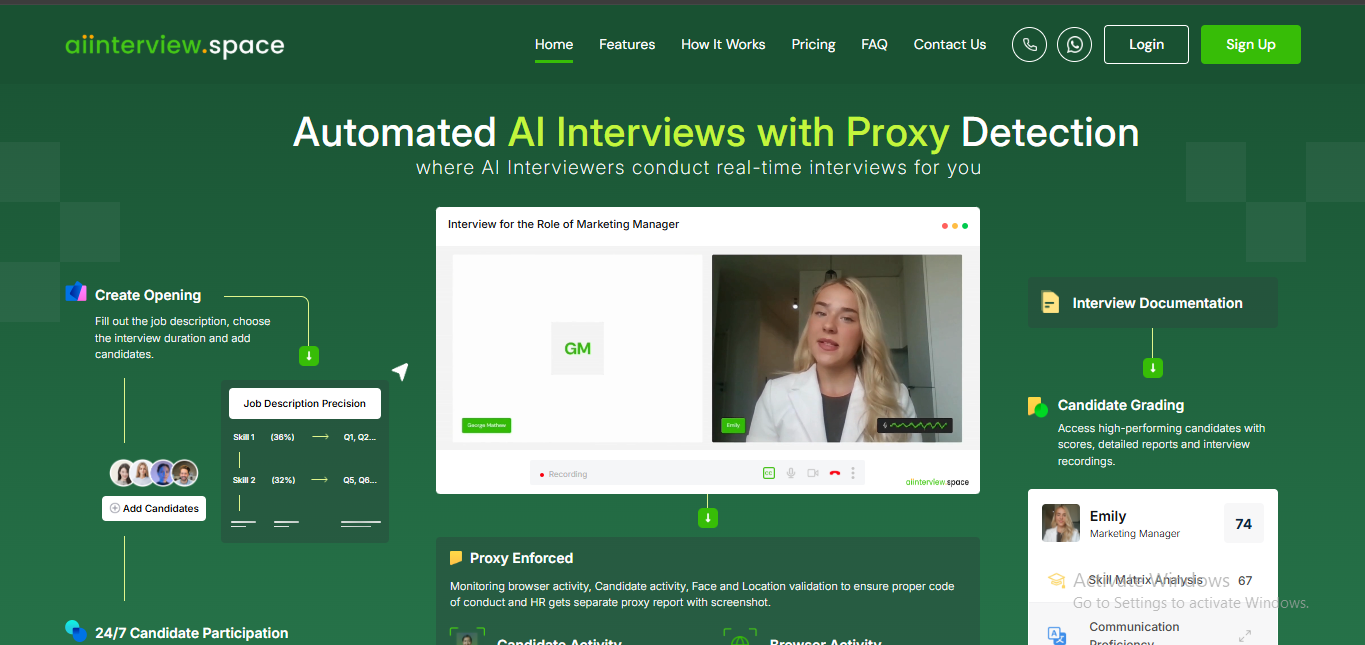 aiinterview.space
Home
Features
How It Works
Pricing
FAQ
Contact Us
Login
Sign Up
Automated AI Interviews with Proxy Detection
where AI Interviewers conduct real-time interviews for you
Create Opening
Fill out the job description, choose
the interview duration and add
candidates.
Job Description Precision
Skill 1 (36%) Q1, Q2...
Skill 2 (32%) Q5, Q6...
Add Candidates
24/7 Candidate Participation
Interview for the Role of Marketing Manager
GM
George Mathew
Emily
Recording
CC
aiinterview.space
Proxy Enforced
Monitoring browser activity, Candidate activity, Face and Location validation to ensure proper code
of conduct and HR gets separate proxy report with screenshot.
Candidate Activity
Browser Activity
Interview Documentation
Candidate Grading
Access high-performing candidates with
scores, detailed reports and interview
recordings.
Emily
Marketing Manager
74
Skill Matrix Analysis 67
Communication
Proficiency
Activate Windows
Go to Settings to activate Windows.